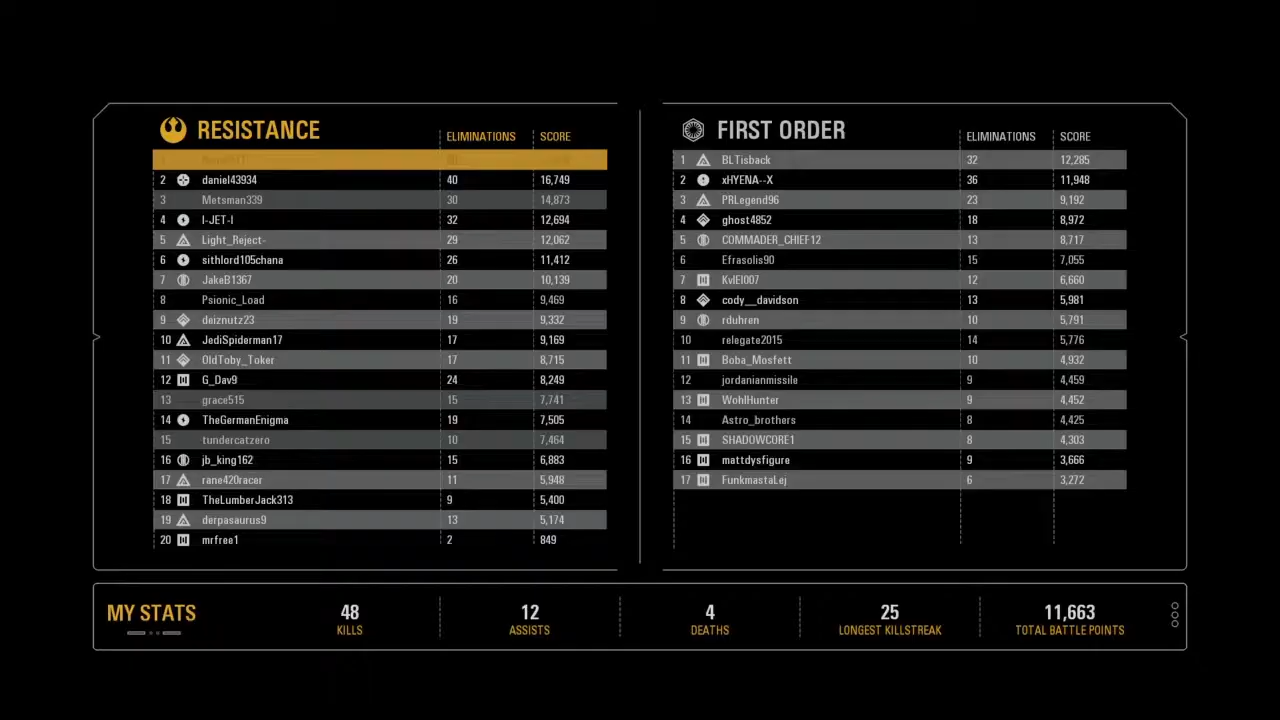 RESISTANCE ELIMINATIONS SCORE
1
2 daniel43934 40 16,749
3 Metsman339 30 14,873
4 I-JET-I 32 12,694
5 Light_Reject- 29 12,062
6 sithlord105chana 26 11,412
7 JakeB1367 20 10,139
8 Psionic_Load 16 9,469
9 deiznutz23 19 9,332
10 JediSpiderman17 17 9,169
11 OldToby_Toker 17 8,715
12 G_Dav9 24 8,249
13 grace515 15 7,741
14 TheGermanEnigma 19 7,505
15 tundercatzero 10 7,464
16 jb_king162 15 6,883
17 rane420racer 11 5,948
18 TheLumberJack313 9 5,400
19 derpasaurus9 13 5,174
20 mrfree1 2 849
FIRST ORDER ELIMINATIONS SCORE
1 BLTisback 32 12,285
2 xHYENA--X 36 11,948
3 PRLegend96 23 9,192
4 ghost4852 18 8,972
5 COMMADER_CHIEF12 13 8,717
6 Efrasolis90 15 7,055
7 KvlEl007 12 6,660
8 cody__davidson 13 5,981
9 rduhren 10 5,791
10 relegate2015 14 5,776
11 Boba_Mosfett 10 4,932
12 jordanianmissile 9 4,459
13 WohlHunter 9 4,452
14 Astro_brothers 8 4,425
15 SHADOWCORE1 8 4,303
16 mattdysfigure 9 3,666
17 FunkmastaLej 6 3,272
MY STATS
48 12 4 25 11,663
KILLS ASSISTS DEATHS LONGEST KILLSTREAK TOTAL BATTLE POINTS